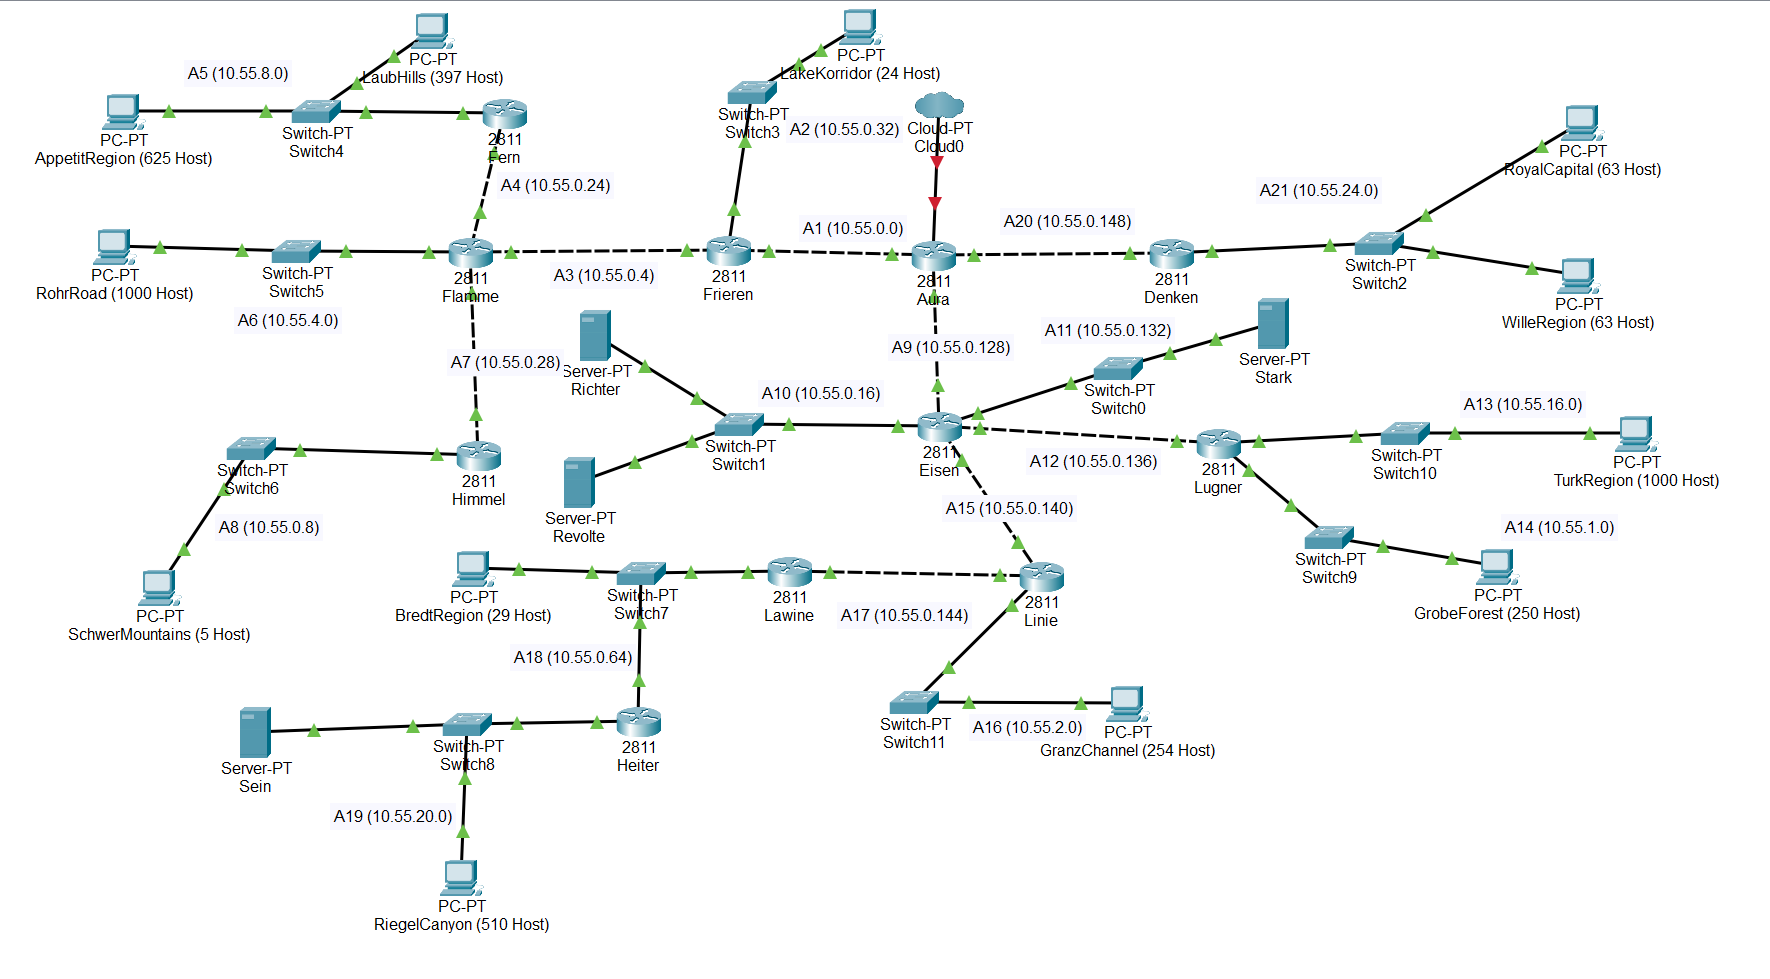 PC-PT
LaubHills (397 Host)
A5 (10.55.8.0)
PC-PT
AppetitRegion (625 Host)
Switch-PT
Switch4
2811
Fern
A4 (10.55.0.24)
PC-PT
LakeKorridor (24 Host)
Switch-PT
Switch3
A2 (10.55.0.32)
Cloud-PT
Cloud0
PC-PT
RoyalCapital (63 Host)
A21 (10.55.24.0)
PC-PT
RohrRoad (1000 Host)
Switch-PT
Switch5
A6 (10.55.4.0)
2811
Flamme
A3 (10.55.0.4)
2811
Frieren
A1 (10.55.0.0)
2811
Aura
A20 (10.55.0.148)
2811
Denken
Switch-PT
Switch2
PC-PT
WilleRegion (63 Host)
A7 (10.55.0.28)
Server-PT
Richter
A9 (10.55.0.128)
A11 (10.55.0.132)
Server-PT
Stark
Switch-PT
Switch0
A10 (10.55.0.16)
Switch-PT
Switch1
2811
Eisen
A12 (10.55.0.136)
2811
Lugner
A13 (10.55.16.0)
Switch-PT
Switch10
PC-PT
TurkRegion (1000 Host)
Switch-PT
Switch6
2811
Himmel
A8 (10.55.0.8)
Server-PT
Revolte
A15 (10.55.0.140)
A14 (10.55.1.0)
Switch-PT
Switch9
PC-PT
GrobeForest (250 Host)
PC-PT
SchwerMountains (5 Host)
PC-PT
BredtRegion (29 Host)
Switch-PT
Switch7
2811
Lawine
A17 (10.55.0.144)
2811
Linie
A18 (10.55.0.64)
Switch-PT
Switch11
A16 (10.55.2.0)
PC-PT
GranzChannel (254 Host)
Server-PT
Sein
Switch-PT
Switch8
2811
Heiter
A19 (10.55.20.0)
PC-PT
RiegelCanyon (510 Host)